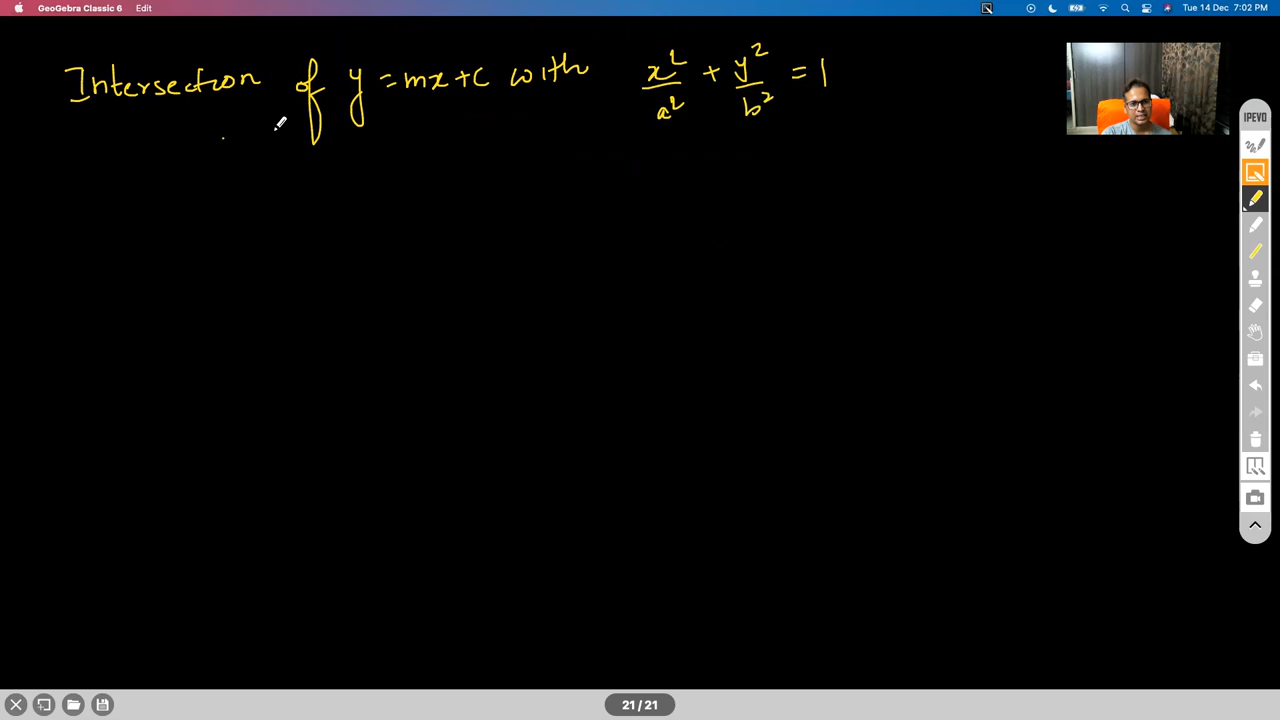 GeoGebra Classic 6 Edit Tue 14 Dec 7:02 PM
Intersection of y = mx+c with x²/a² + y²/b² = 1
IPEVO
21 / 21